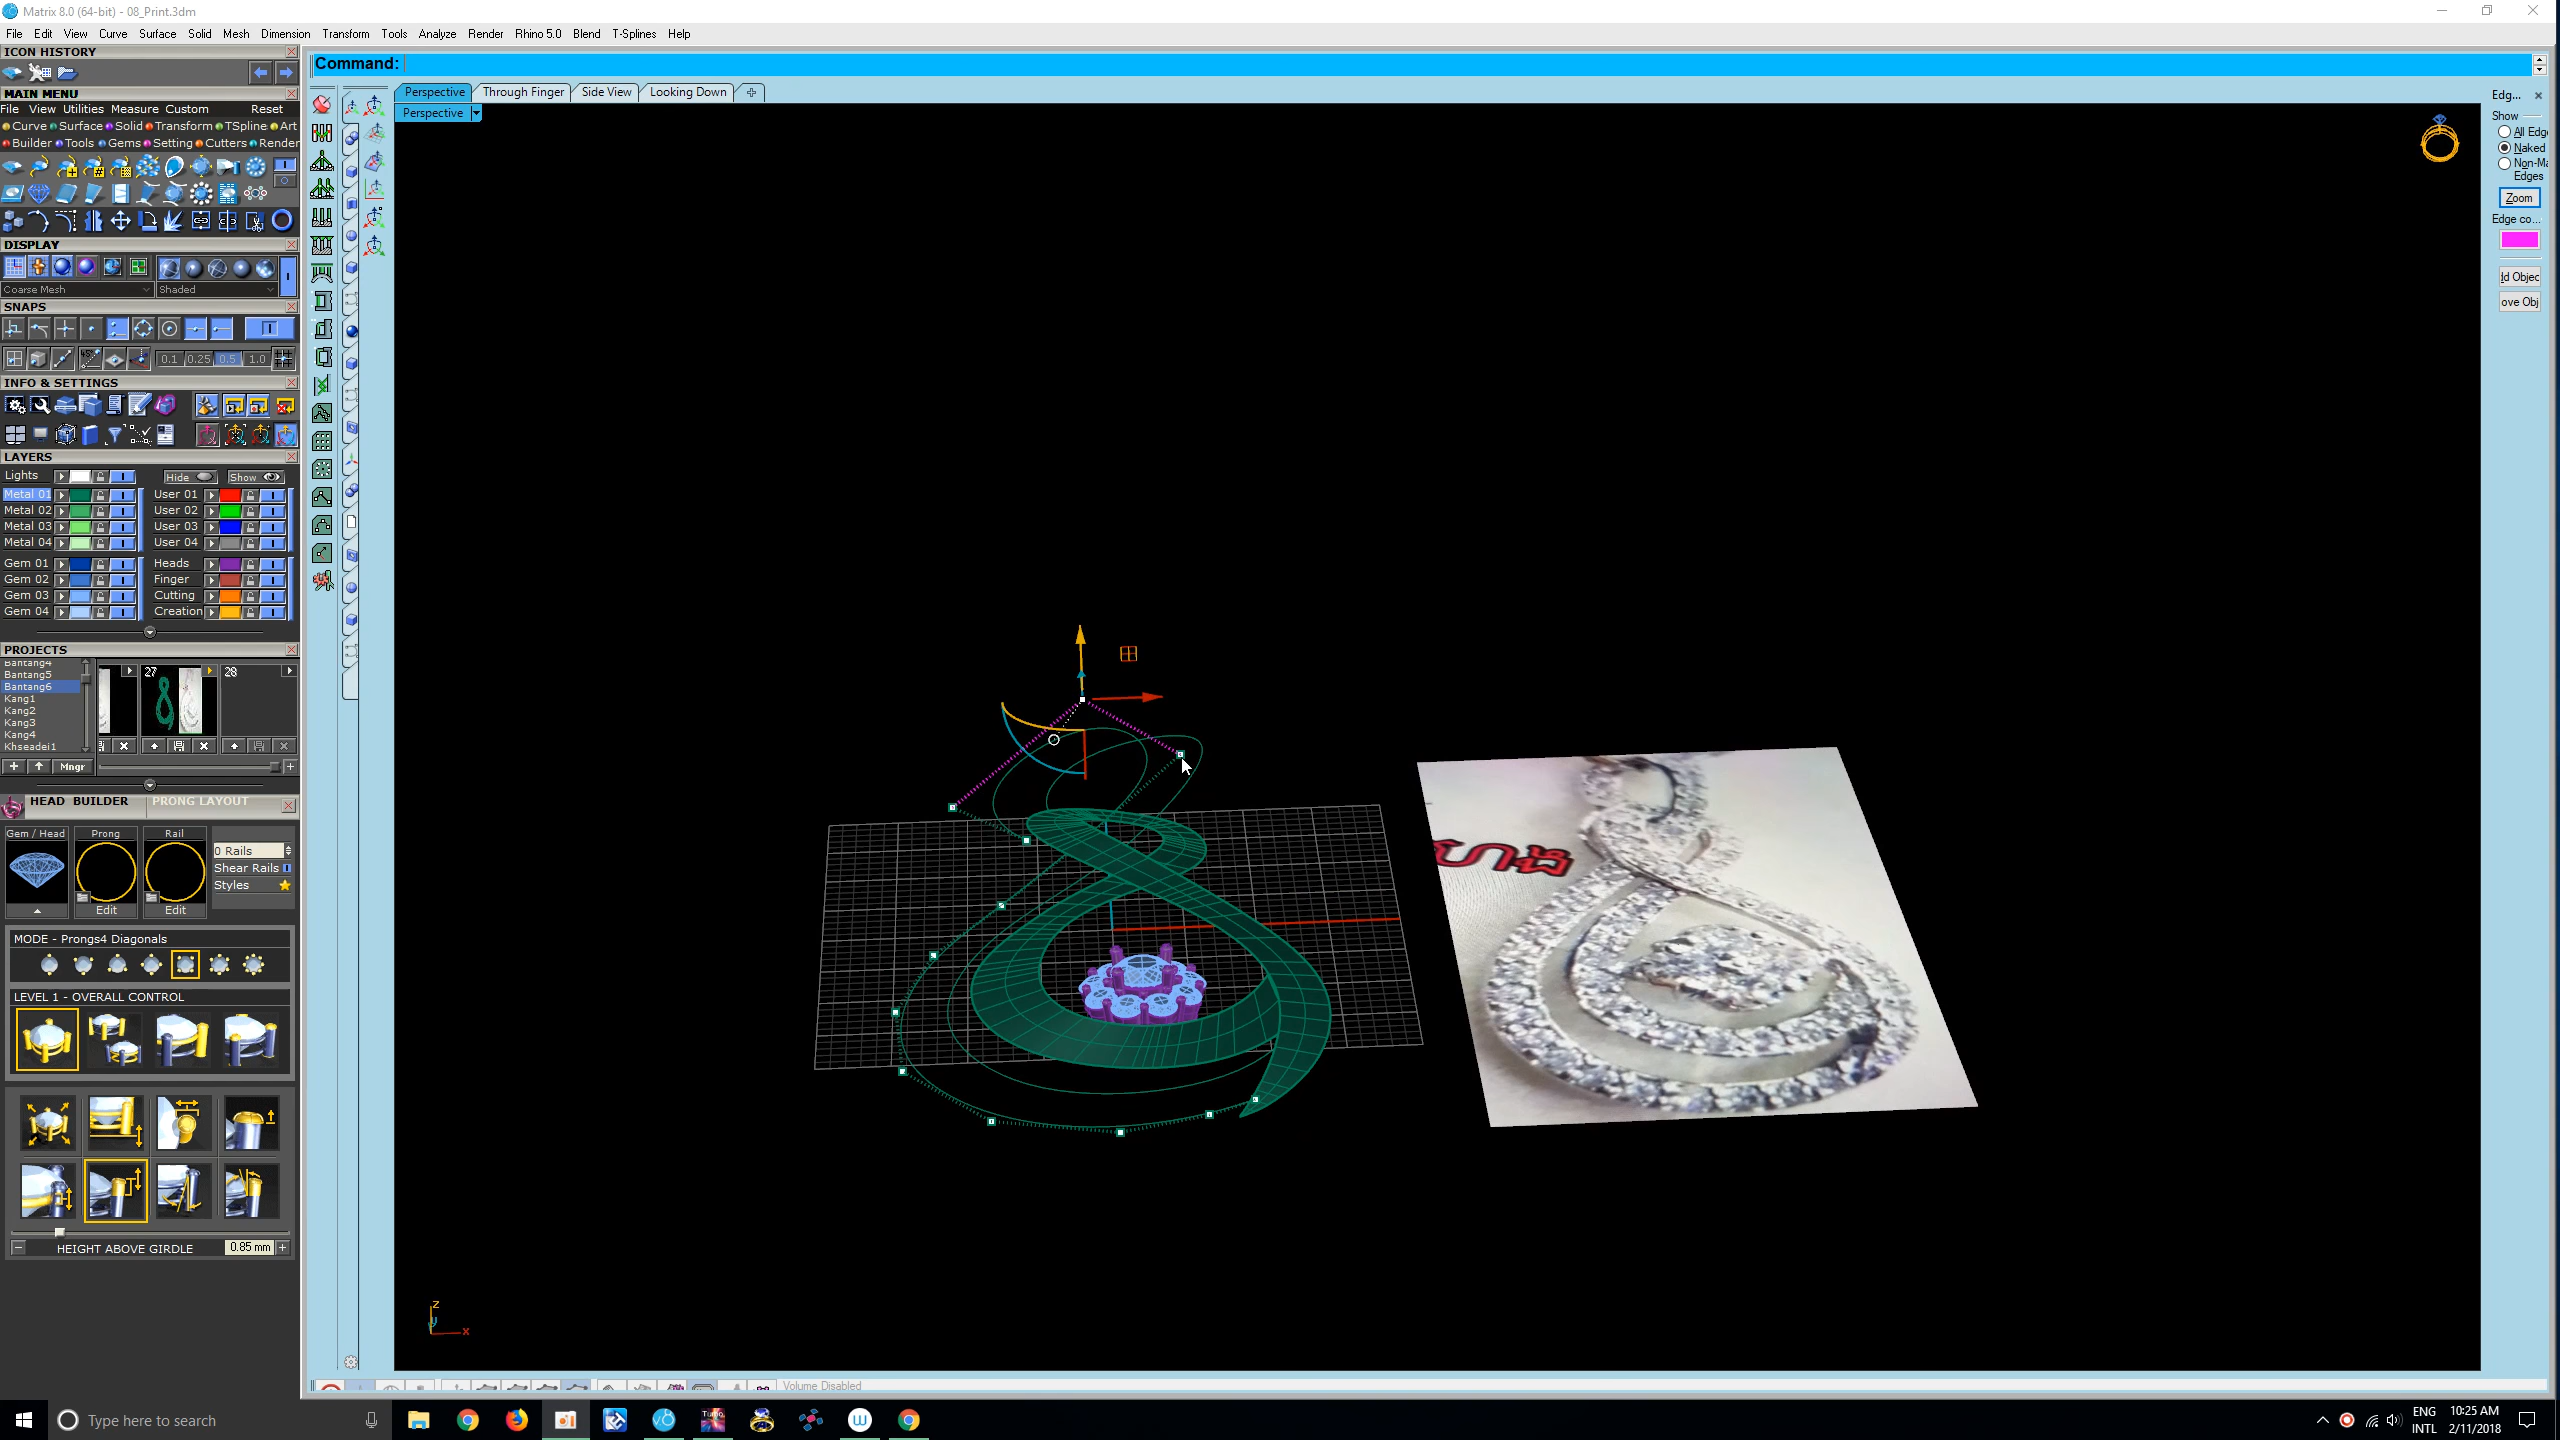 Matrix 8.0 (64-bit) - 08_Print.3dm
File Edit View Curve Surface Solid Mesh Dimension Transform Tools Analyze Render Rhino 5.0 Blend T-Splines Help
ICON HISTORY
MAIN MENU
File View Utilities Measure Custom Reset
Curve Surface Solid Transform TSpline Art
Builder Tools Gems Setting Cutters Render
DISPLAY
Coarse Mesh Shaded
SNAPS
0.1 0.25 0.5 1.0
INFO & SETTINGS
LAYERS
Lights Hide Show
Metal 01 User 01
Metal 02 User 02
Metal 03 User 03
Metal 04 User 04
Gem 01 Heads
Gem 02 Finger
Gem 03 Cutting
Gem 04 Creation
PROJECTS
Bantang4
Bantang5
Bantang6
Kang1
Kang2
Kang3
Kang4
Khseadei1
27 28
Mngr
HEAD BUILDER PRONG LAYOUT
Gem / Head Prong Rail
0 Rails
Shear Rails
Styles
Edit Edit
MODE - Prongs4 Diagonals
LEVEL 1 - OVERALL CONTROL
HEIGHT ABOVE GIRDLE 0.85 mm
Command:
Perspective Through Finger Side View Looking Down
Perspective
z
y
x
Edg...
Show
All Edg
Naked
Non-Ma
Edges
Zoom
Edge co...
dd Objec
ove Obj
Volume Disabled
Type here to search
ENG
INTL
10:25 AM
2/11/2018